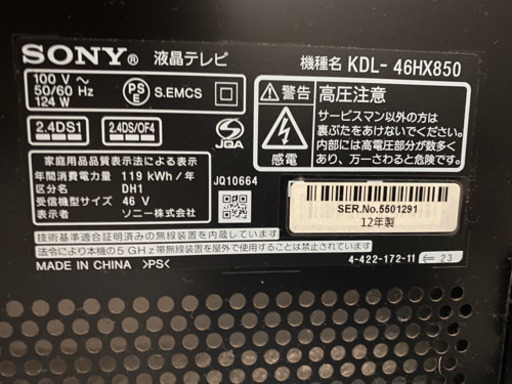 SONY® 液晶テレビ
機種名 KDL- 46HX850
100 V ~
50/60 Hz
124 W
PS
E
S.EMCS
2.4DS1
2.4DS/OF4
JQA
家庭用品品質表示法による表示
年間消費電力量 119 kWh/年
区分名 DH1
受信機型サイズ 46 V
ソニー株式会社
JQ10664
警告
感電
高圧注意
サービスマン以外の方は
裏ぶたをあけないでください。
内部には高電圧部分が数多く
あり、万一さわると危険です。
SER.No.5501291
12年製
技術基準適合証明済みの無線装置を内蔵しています
法令により本機の5 GHz帯無線装置を屋外で使用することは禁止されています
MADE IN CHINA >PS<
4-422-172-11 23